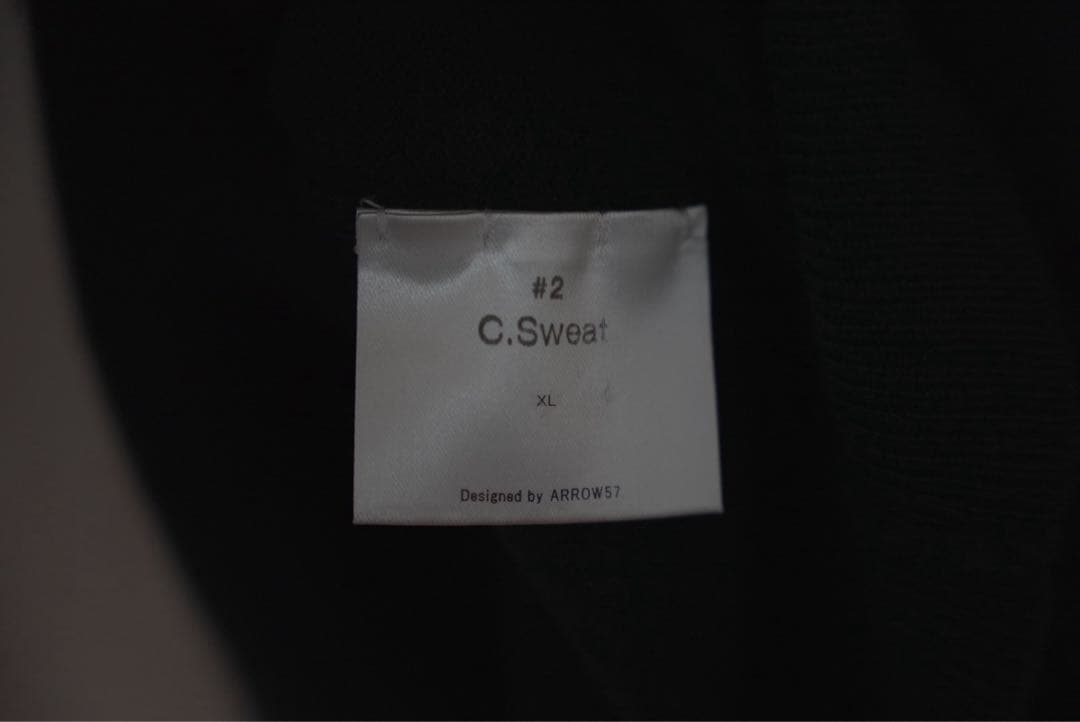 #2
C.Sweat
XL
Designed by ARROW57